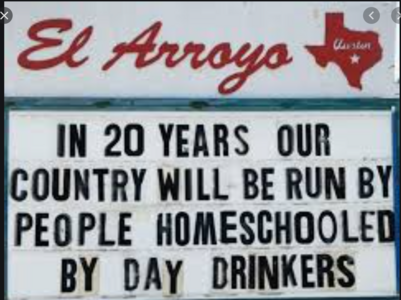 El Arroyo
Austin
IN 20 YEARS OUR
COUNTRY WILL BE RUN BY
PEOPLE HOMESCHOOLED
BY DAY DRINKERS